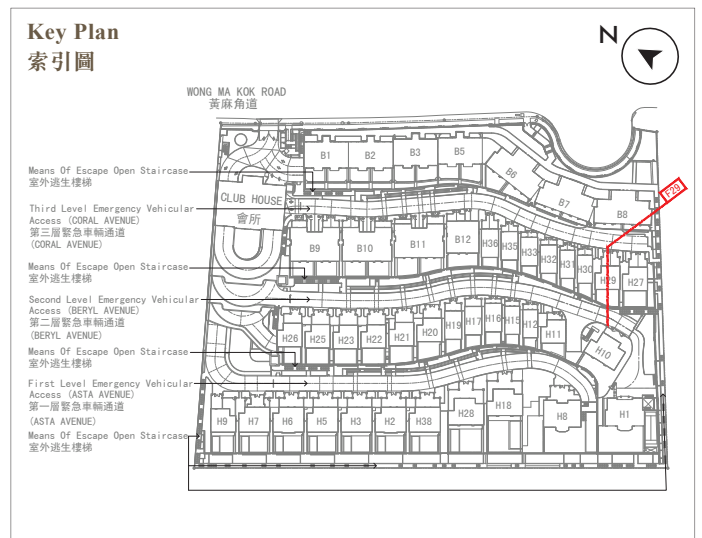 Key Plan
索引圖
N
WONG MA KOK ROAD
黃麻角道
Means Of Escape Open Staircase
室外逃生樓梯
CLUB HOUSE
會所
Third Level Emergency Vehicular
Access (CORAL AVENUE)
第三層緊急車輛通道
(CORAL AVENUE)
Means Of Escape Open Staircase
室外逃生樓梯
Second Level Emergency Vehicular
Access (BERYL AVENUE)
第二層緊急車輛通道
(BERYL AVENUE)
Means Of Escape Open Staircase
室外逃生樓梯
First Level Emergency Vehicular
Access (ASTA AVENUE)
第一層緊急車輛通道
(ASTA AVENUE)
Means Of Escape Open Staircase
室外逃生樓梯
B1 B2 B3 B5 B6 B7 B8
F29
B9 B10 B11 B12 H36 H35 H33 H32 H31 H30 H29 H27
H26 H25 H23 H22 H21 H20 H19 H17 H16 H15 H12 H11 H10
H9 H7 H6 H5 H3 H2 H38 H28 H18 H8 H1